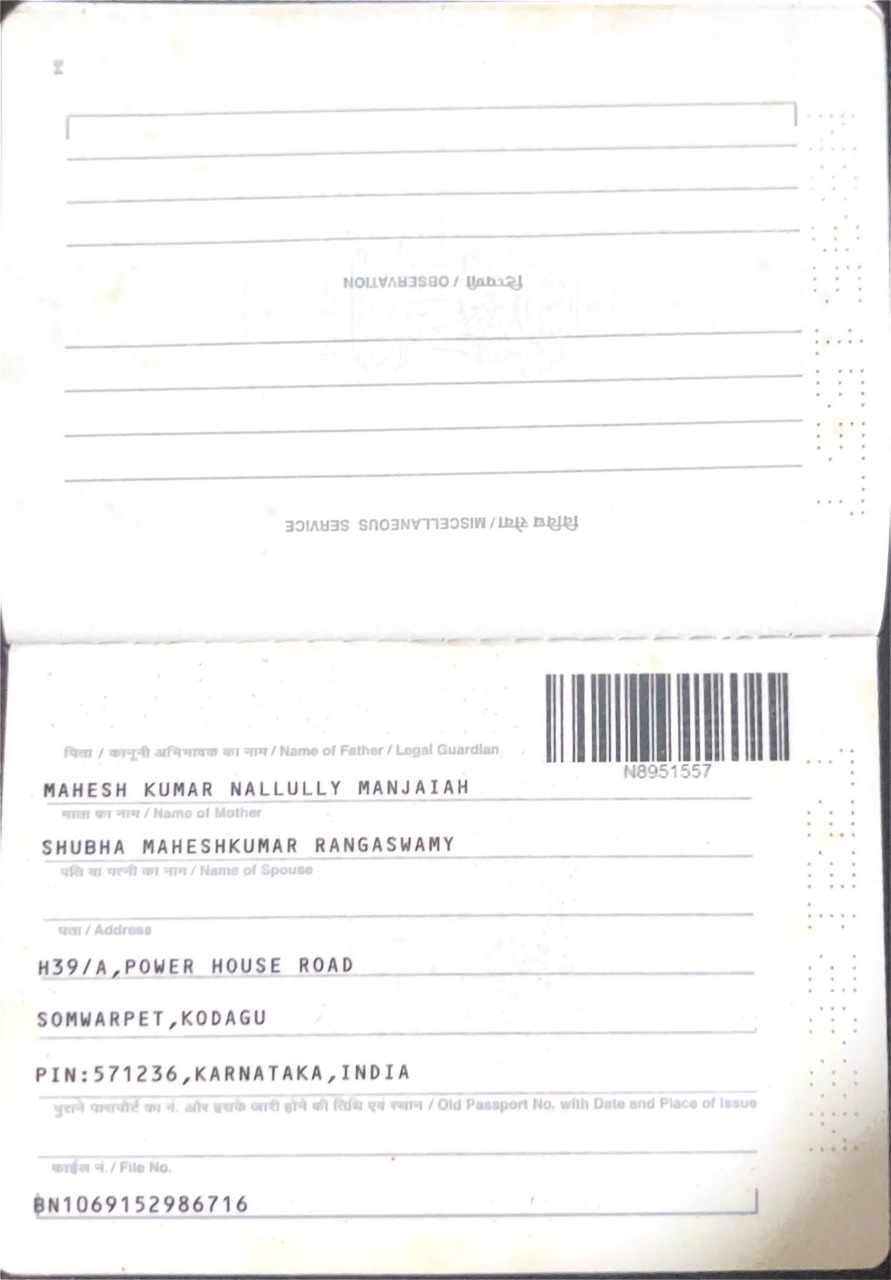 34
टिप्पणी / OBSERVATION
विविध सेवा / MISCELLANEOUS SERVICE
N8951557
पिता / कानूनी अभिभावक का नाम / Name of Father / Legal Guardian
MAHESH KUMAR NALLULLY MANJAIAH
माता का नाम / Name of Mother
SHUBHA MAHESHKUMAR RANGASWAMY
पति या पत्नी का नाम / Name of Spouse
पता / Address
H39/A,POWER HOUSE ROAD
SOMWARPET,KODAGU
PIN:571236,KARNATAKA,INDIA
पुराने पासपोर्ट का नं. और इसके जारी होने की तिथि एवं स्थान / Old Passport No. with Date and Place of Issue
फाईल नं./ File No.
BN1069152986716